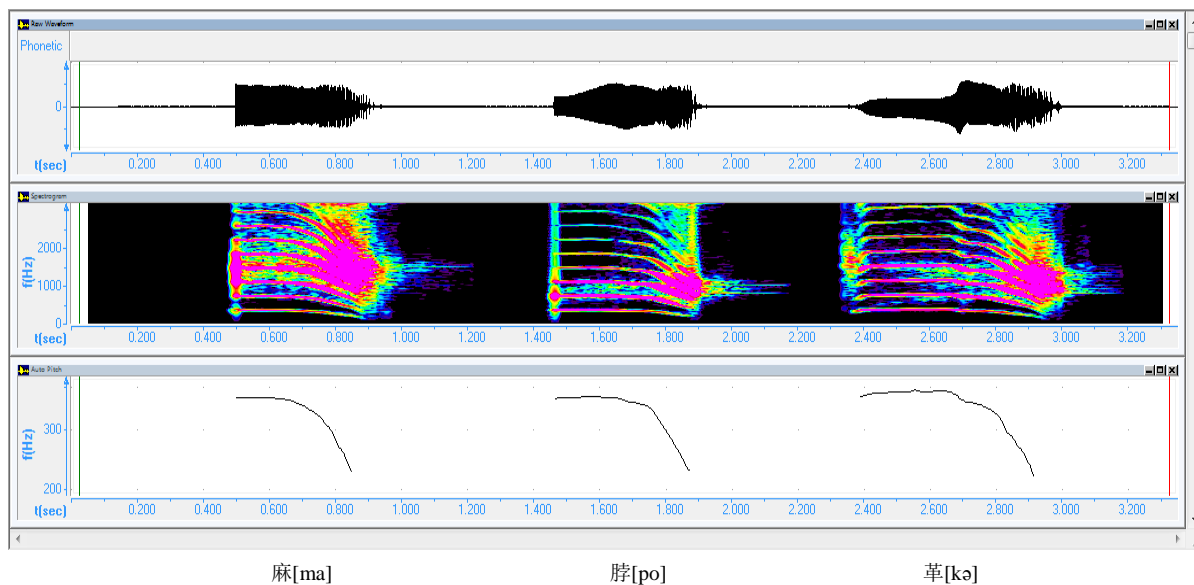 Raw Waveform
Phonetic
0
t(sec) 0.200 0.400 0.600 0.800 1.000 1.200 1.400 1.600 1.800 2.000 2.200 2.400 2.600 2.800 3.000 3.200
Spectrogram
f(Hz)
2000
1000
0
t(sec) 0.200 0.400 0.600 0.800 1.000 1.200 1.400 1.600 1.800 2.000 2.200 2.400 2.600 2.800 3.000 3.200
Auto Pitch
f(Hz)
300
200
t(sec) 0.200 0.400 0.600 0.800 1.000 1.200 1.400 1.600 1.800 2.000 2.200 2.400 2.600 2.800 3.000 3.200
麻[ma] 脖[po] 革[kə]